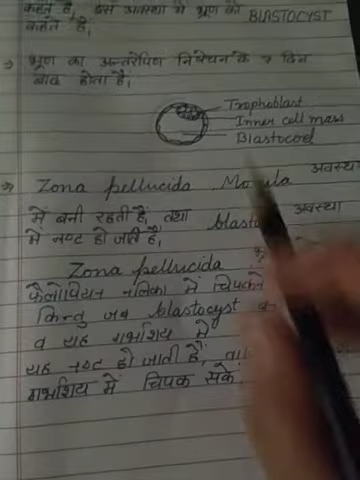 कहते हैं, इस अवस्था में भ्रूण को BLASTOCYST
कहते हैं,
भ्रूण का अन्तर्रोपण निषेचन के 7 दिन
बाद होता है,
Trophoblast
Inner cell mass
Blastocoel
Zona pellucida Morula अवस्था
में बनी रहती है, तथा अवस्था
में नष्ट हो जाती है,
Zona pellucida
फैलोपियन नलिका में चिपकने
किन्तु जब blastocyst
व यह गर्भाशय में
यह नष्ट हो जाती है,
गर्भाशय में चिपक सके